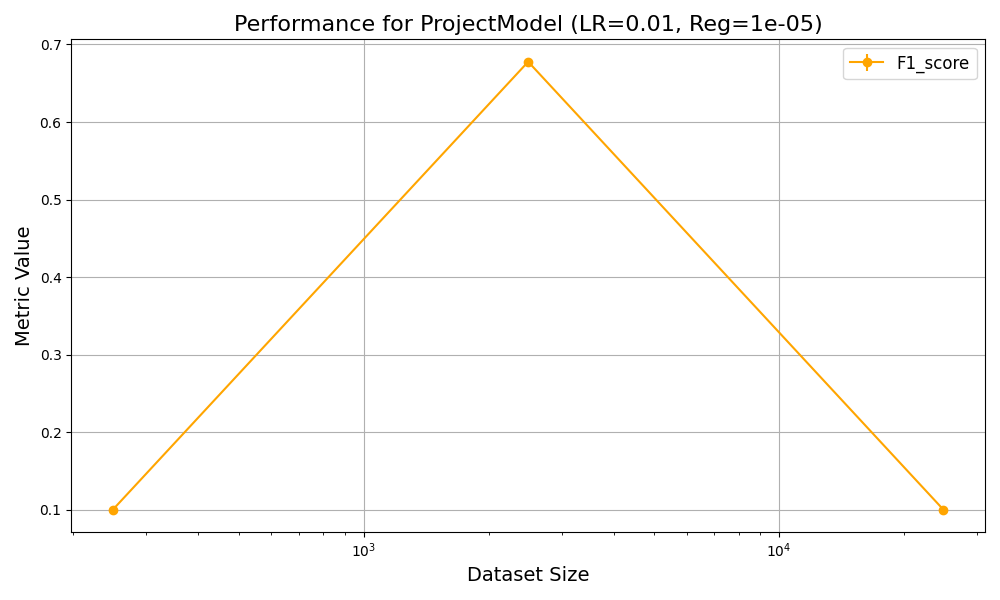 Performance for ProjectModel (LR=0.01, Reg=1e-05)
F1_score
Metric Value
0.7
0.6
0.5
0.4
0.3
0.2
0.1
10³
10⁴
Dataset Size